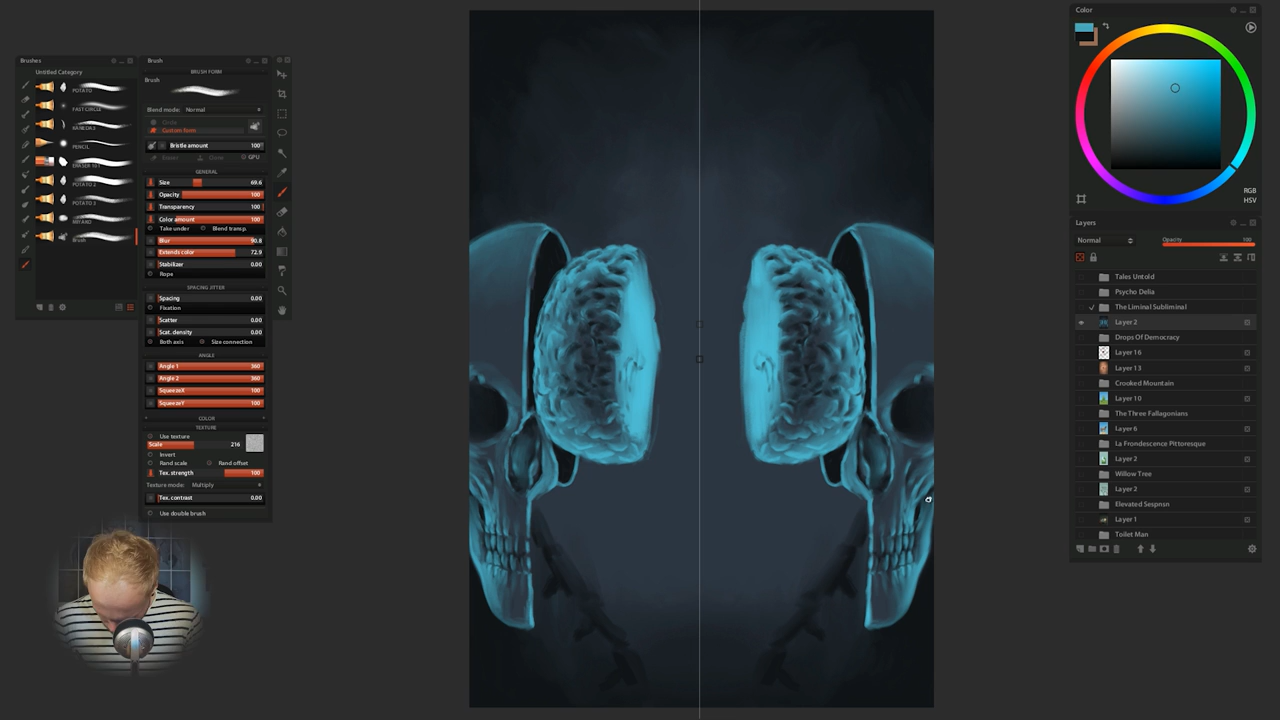 Brushes
Untitled Category
POTATO
FAST CIRCLE
PENCIL
POTATO 2
POTATO 3
Brush
Brush
BRUSH FORM
Brush
Blend mode: Normal
Circle
Custom form
Bristle amount 100
Eraser Clone GPU
GENERAL
Size 69.6
Opacity 100
Transparency 100
Color amount 100
Take under Blend transp.
Blur 90.8
Extends color 72.9
Stabilizer 0.00
Rope
SPACING JITTER
Spacing 0.00
Fixation
Scatter 0.00
Scat. density 0.00
Both axis Size connection
ANGLE
Angle 1 360
Angle 2 360
SqueezeX 100
SqueezeY 100
COLOR
TEXTURE
Use texture
Scale 216
Invert
Rand scale Rand offset
Tex. strength 100
Texture mode: Multiply
Tex. contrast 0.00
Use double brush
Color
RGB
HSV
Layers
Normal
Opacity 100
Tales Untold
Psycho Delia
The Liminal Subliminal
Layer 2
Drops Of Democracy
Layer 16
Layer 13
Crooked Mountain
Layer 10
The Three Fallagonians
Layer 6
La Frondescence Pittoresque
Layer 2
Willow Tree
Layer 2
Elevated Sespnsn
Layer 1
Toilet Man